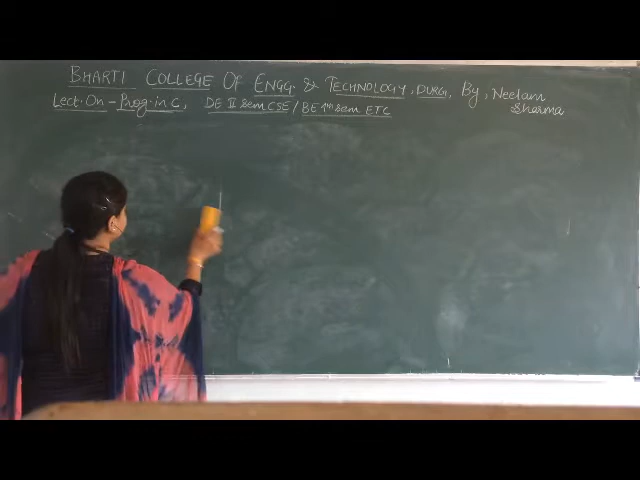 BHARTI COLLEGE OF ENGG. & TECHNOLOGY, DURG, By, Neelam Sharma
Lect. On - Prog. in C, DE II sem CSE / BE 1th sem ETC